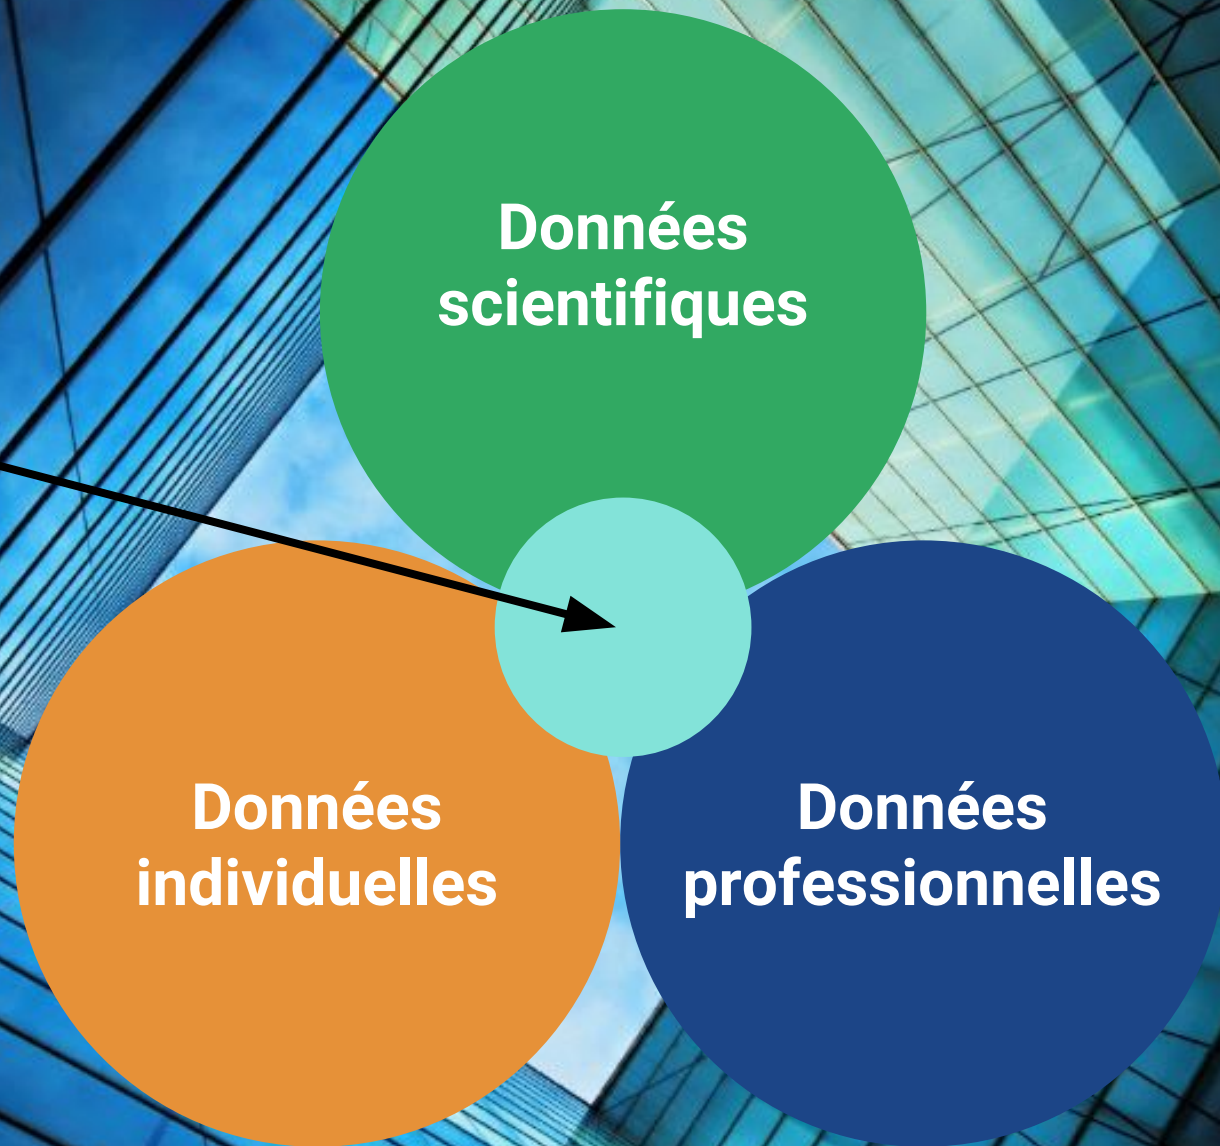 Données
scientifiques
Données
individuelles
Données
professionnelles